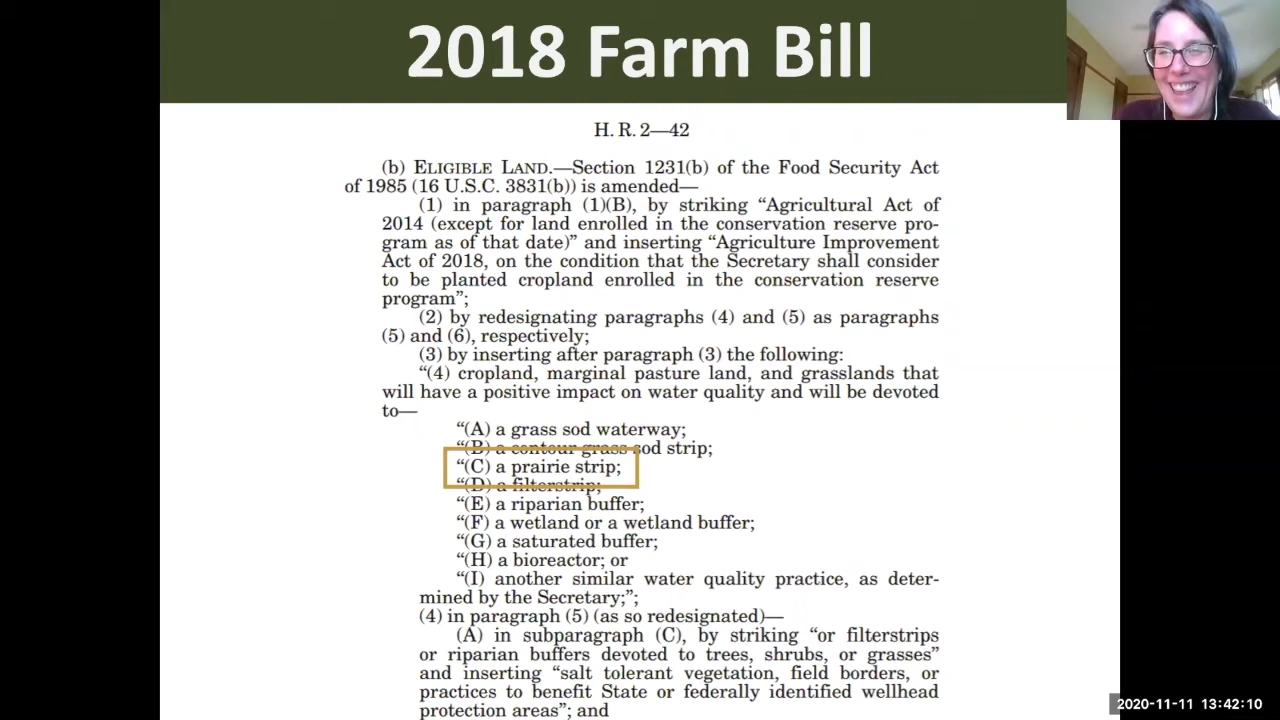 2018 Farm Bill
H. R. 2—42
(b) ELIGIBLE LAND.—Section 1231(b) of the Food Security Act
of 1985 (16 U.S.C. 3831(b)) is amended—
(1) in paragraph (1)(B), by striking “Agricultural Act of
2014 (except for land enrolled in the conservation reserve pro-
gram as of that date)” and inserting “Agriculture Improvement
Act of 2018, on the condition that the Secretary shall consider
to be planted cropland enrolled in the conservation reserve
program”;
(2) by redesignating paragraphs (4) and (5) as paragraphs
(5) and (6), respectively;
(3) by inserting after paragraph (3) the following:
“(4) cropland, marginal pasture land, and grasslands that
will have a positive impact on water quality and will be devoted
to—
“(A) a grass sod waterway;
“(B) a contour grass sod strip;
“(C) a prairie strip;
“(D) a filterstrip;
“(E) a riparian buffer;
“(F) a wetland or a wetland buffer;
“(G) a saturated buffer;
“(H) a bioreactor; or
“(I) another similar water quality practice, as deter-
mined by the Secretary;”;
(4) in paragraph (5) (as so redesignated)—
(A) in subparagraph (C), by striking “or filterstrips
or riparian buffers devoted to trees, shrubs, or grasses”
and inserting “salt tolerant vegetation, field borders, or
practices to benefit State or federally identified wellhead
protection areas”; and
2020-11-11 13:42:10